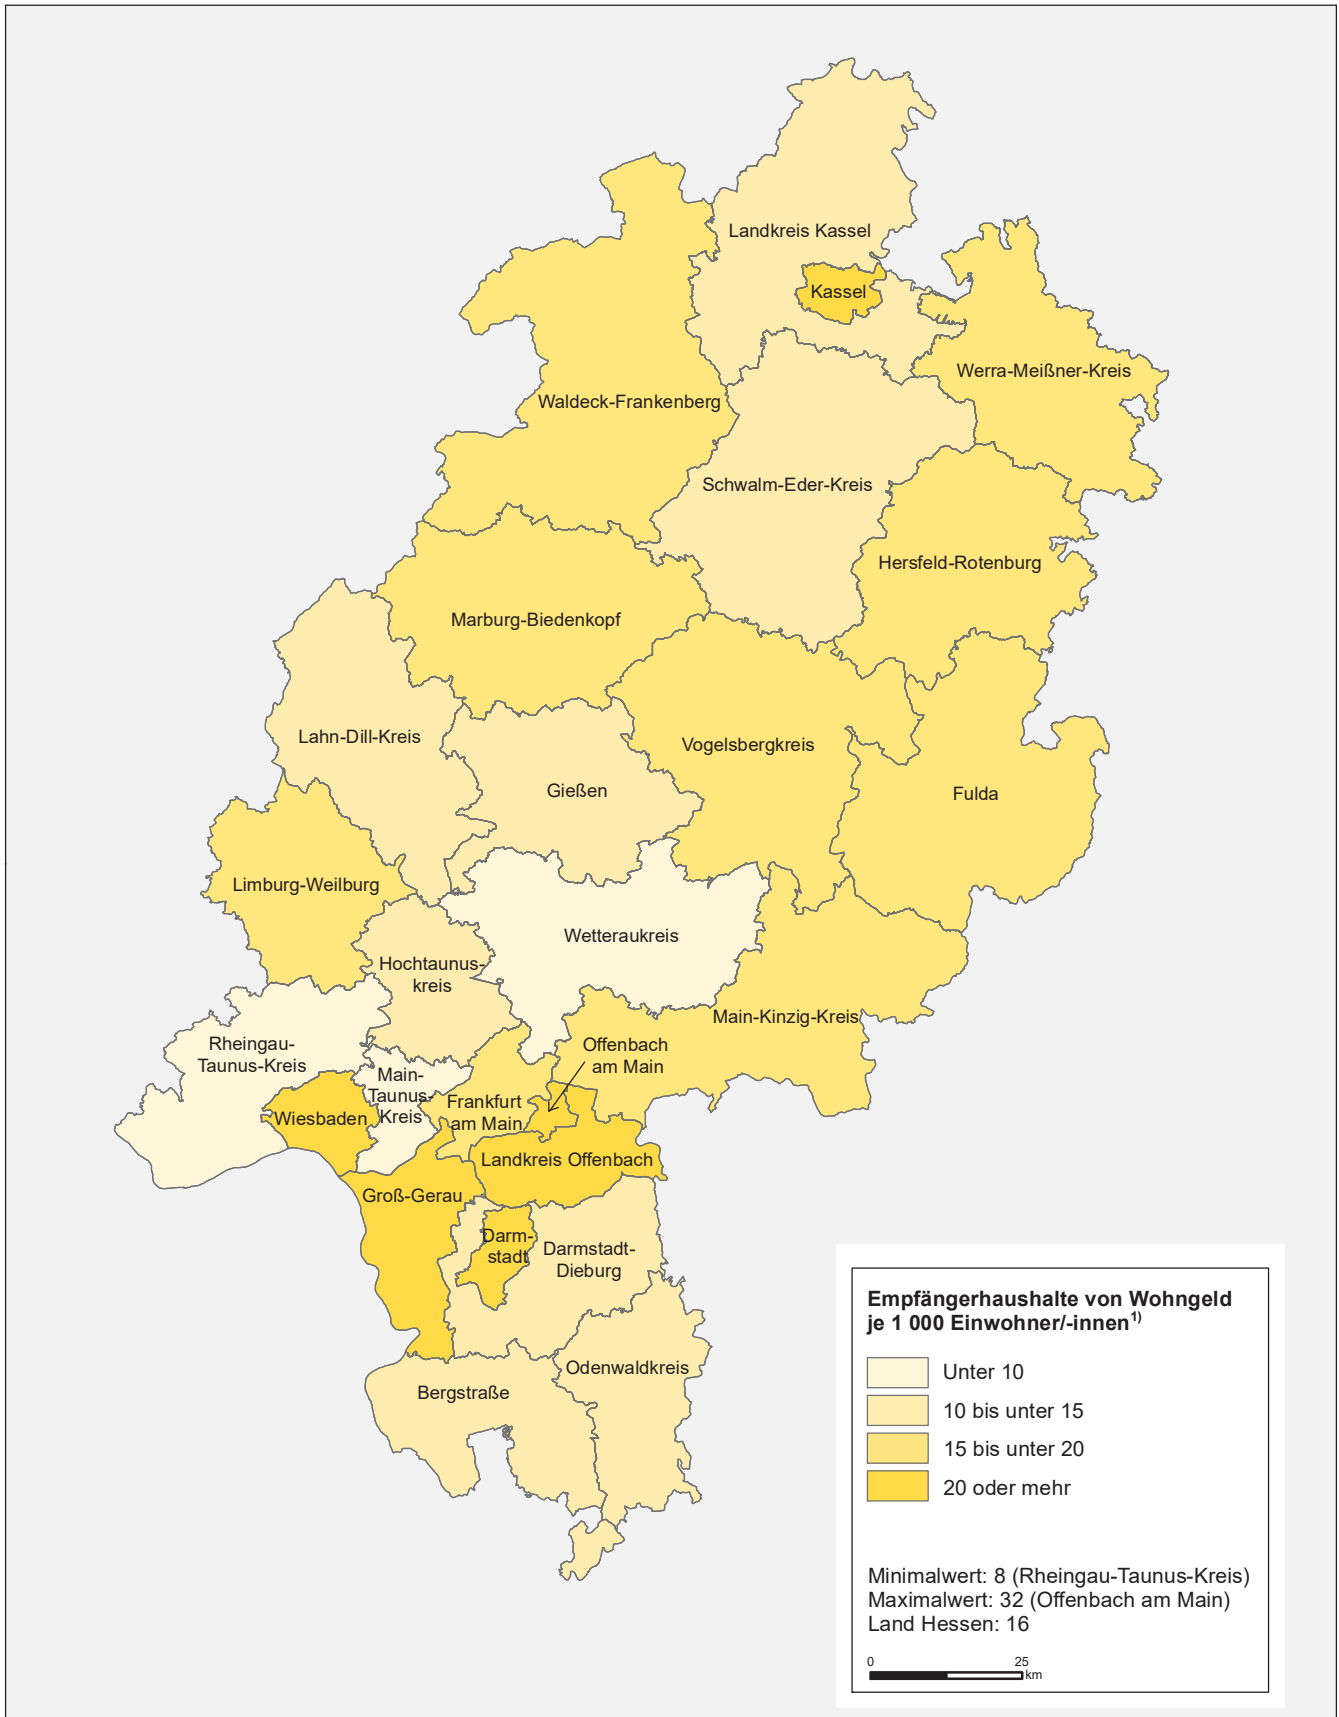 Landkreis Kassel
Kassel
Werra-Meißner-Kreis
Waldeck-Frankenberg
Schwalm-Eder-Kreis
Hersfeld-Rotenburg
Marburg-Biedenkopf
Lahn-Dill-Kreis
Vogelsbergkreis
Gießen
Fulda
Limburg-Weilburg
Wetteraukreis
Hochtaunus-
kreis
Main-Kinzig-Kreis
Rheingau-
Taunus-Kreis
Offenbach
am Main
Main-
Taunus-
Kreis
Frankfurt
am Main
Wiesbaden
Landkreis Offenbach
Groß-Gerau
Darm-
stadt
Darmstadt-
Dieburg
Odenwaldkreis
Bergstraße
Empfängerhaushalte von Wohngeld
je 1 000 Einwohner/-innen1)
Unter 10
10 bis unter 15
15 bis unter 20
20 oder mehr
Minimalwert: 8 (Rheingau-Taunus-Kreis)
Maximalwert: 32 (Offenbach am Main)
Land Hessen: 16
0 25
km